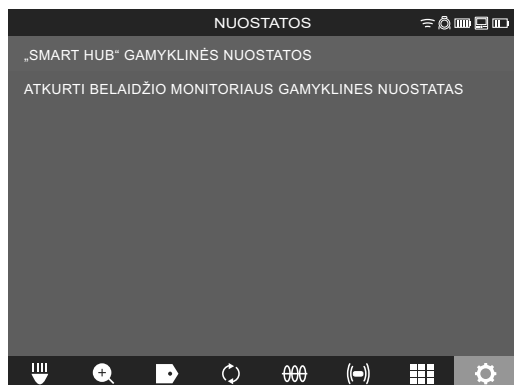 NUOSTATOS
„SMART HUB“ GAMYKLINĖS NUOSTATOS
ATKURTI BELAIDŽIO MONITORIAUS GAMYKLINES NUOSTATAS